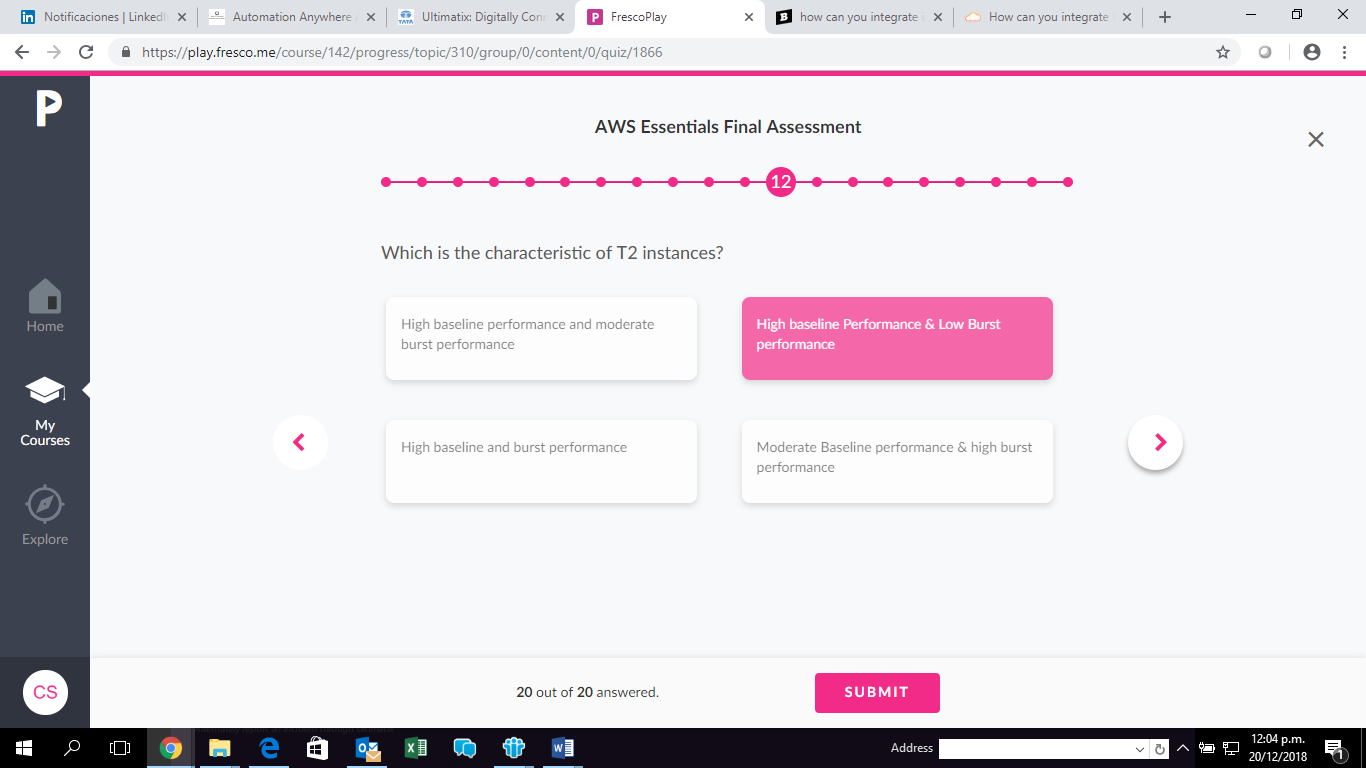 Notificaciones | LinkedI
Automation Anywhere
Ultimatix: Digitally Conn
FrescoPlay
how can you integrate
How can you integrate
https://play.fresco.me/course/142/progress/topic/310/group/0/content/0/quiz/1866
AWS Essentials Final Assessment
12
Which is the characteristic of T2 instances?
High baseline performance and moderate
burst performance
High baseline Performance & Low Burst
performance
High baseline and burst performance
Moderate Baseline performance & high burst
performance
Home
My
Courses
Explore
CS
20 out of 20 answered.
SUBMIT
Address
12:04 p.m.
20/12/2018
1